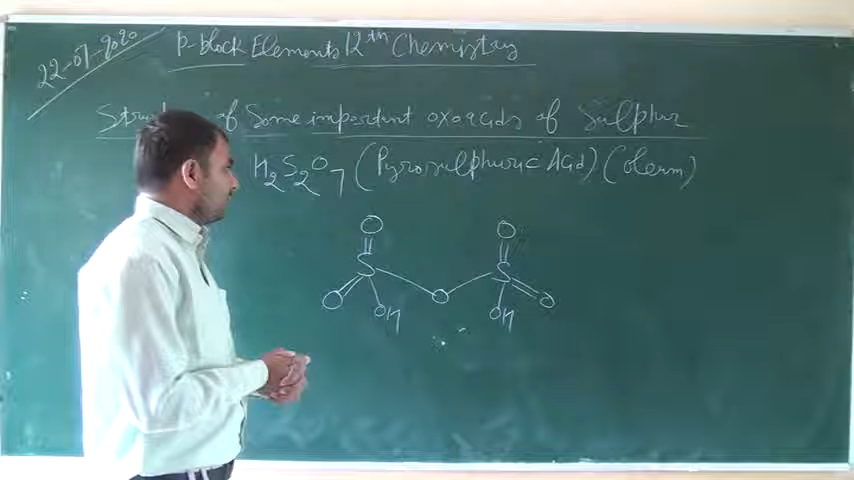 22-07-2020
P-block Elements 12th Chemistry
of Some important oxoacids of Sulphur
H2S2O7 (Pyrosulphuric Acid) (Oleum)
O O
S S
O O O
OH OH